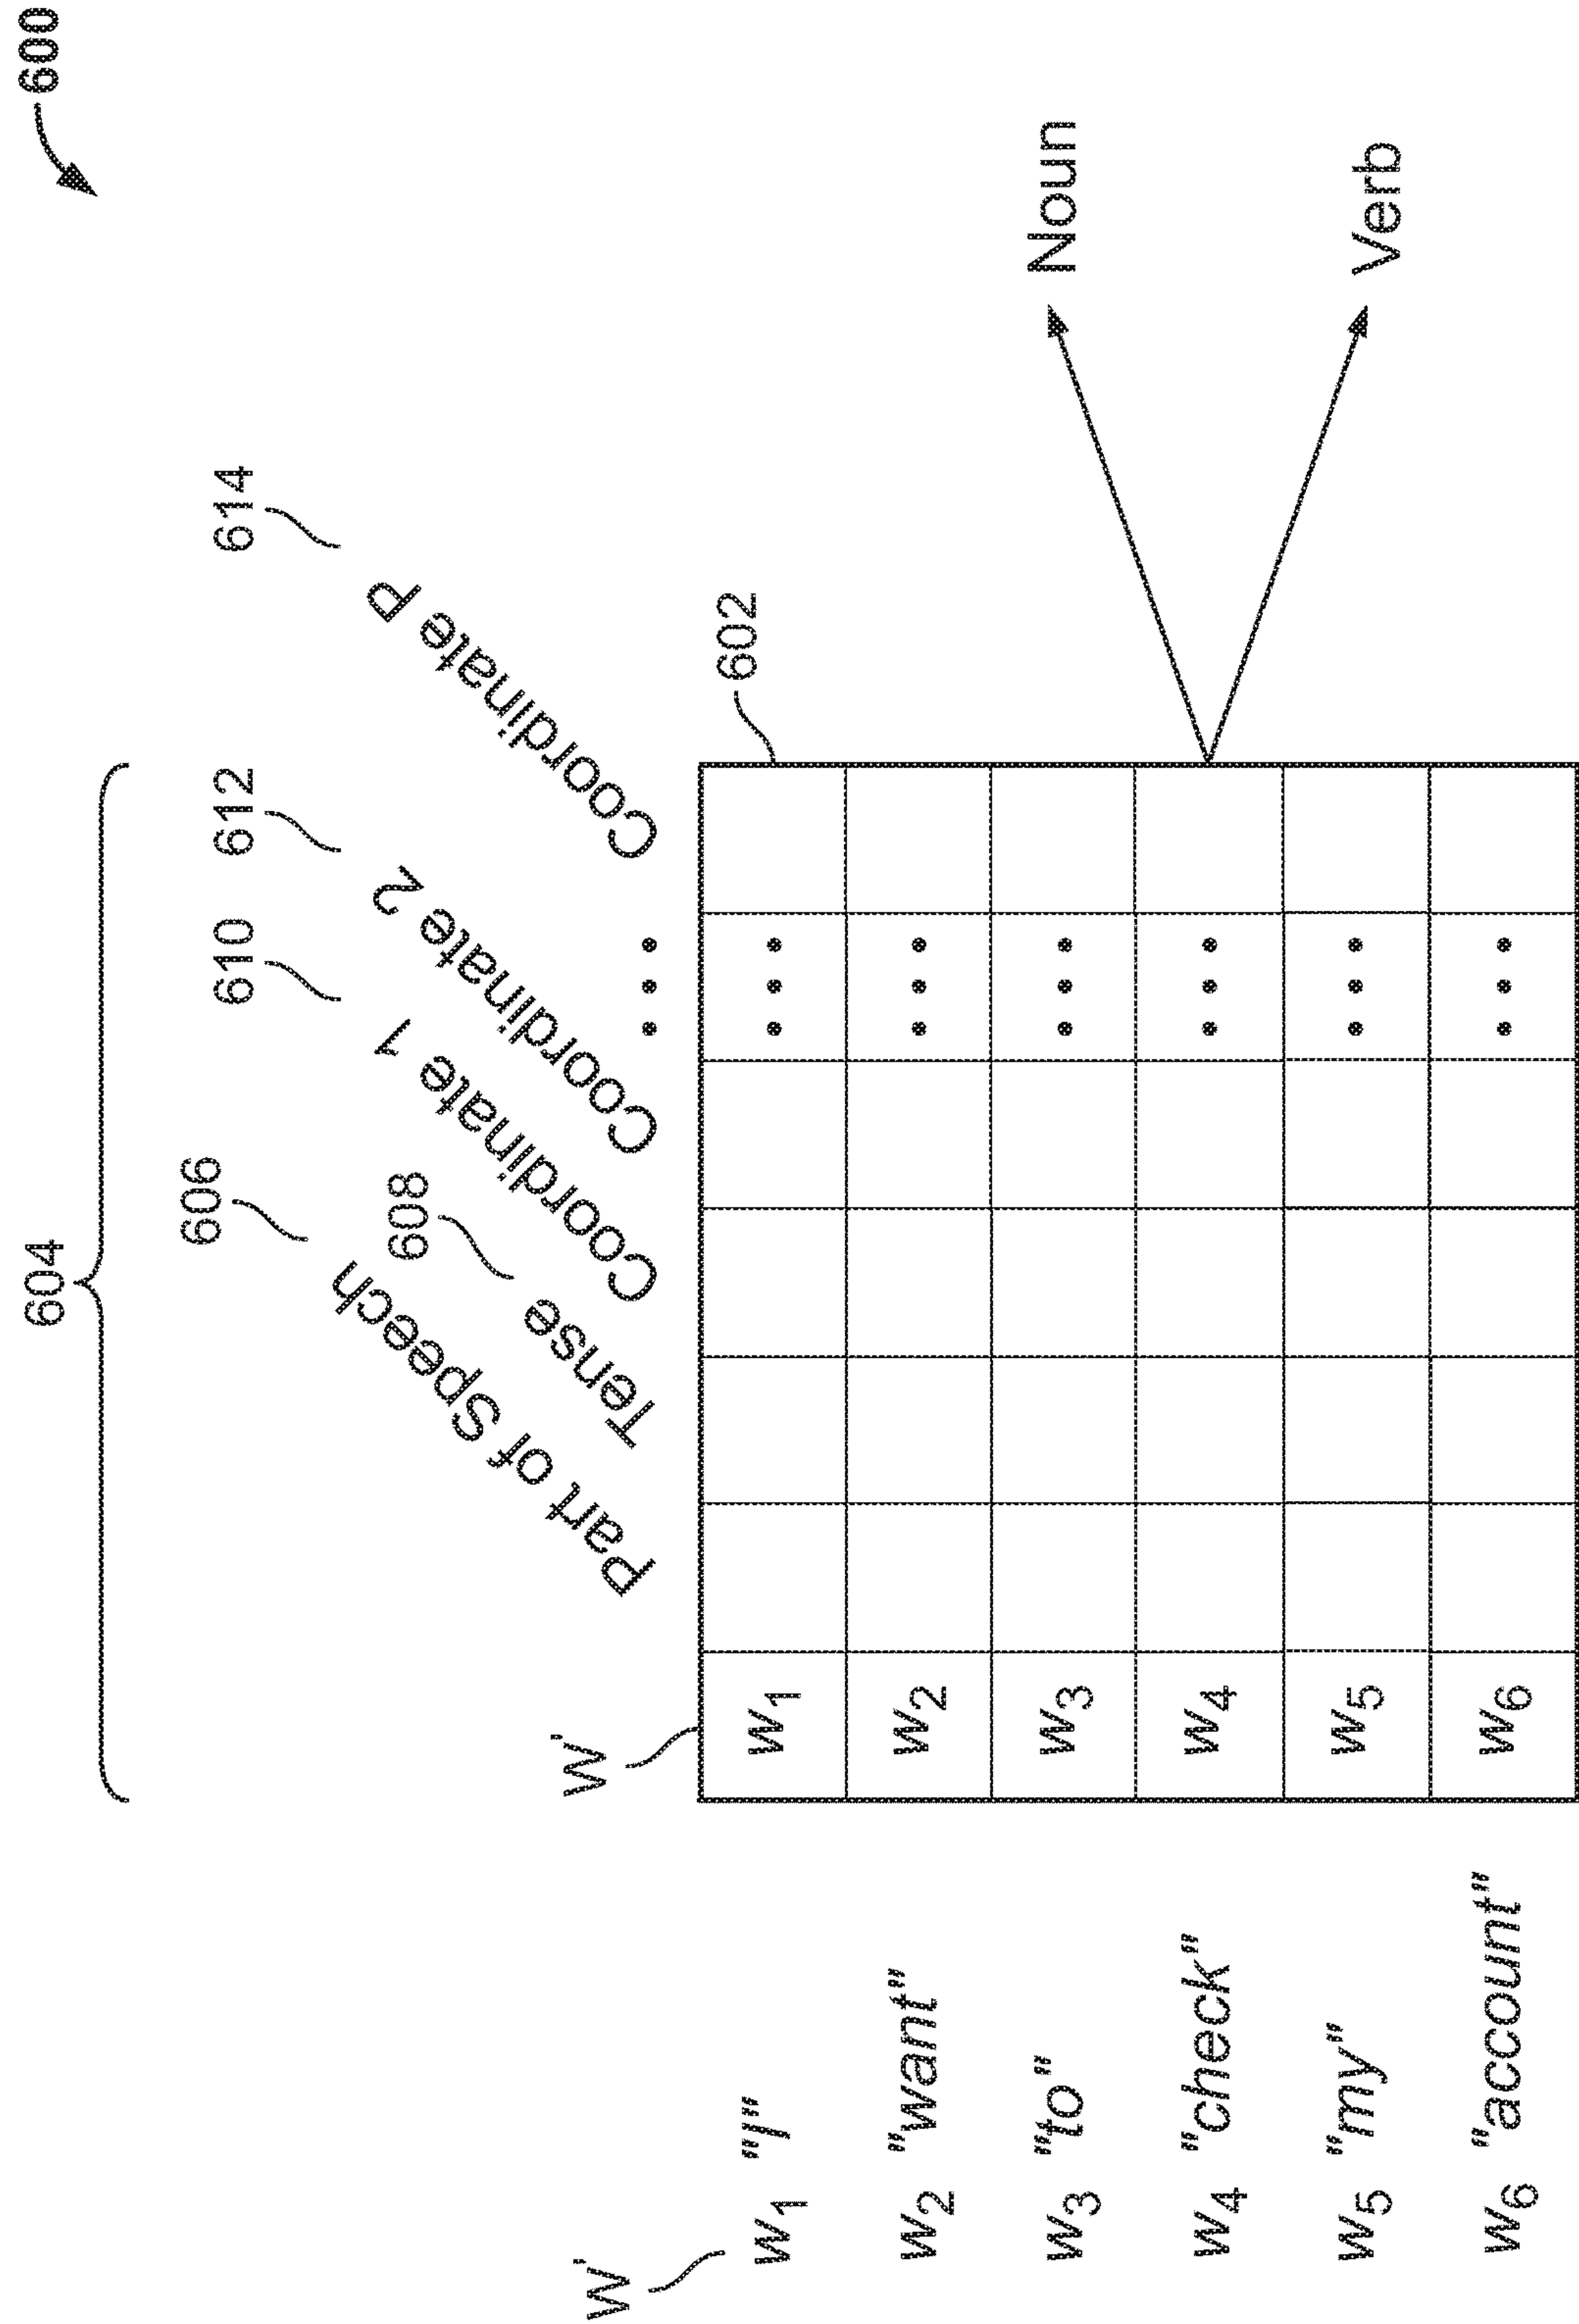 600
604
606
608
610
612
614
Part of Speech
Tense
Coordinate 1
Coordinate 2
• • •
Coordinate P
W'
W'
602
w1 "I" w1 • • •
w2 "want" w2 • • •
w3 "to" w3 • • •
w4 "check" w4 • • •
w5 "my" w5 • • •
w6 "account" w6 • • •
Noun
Verb